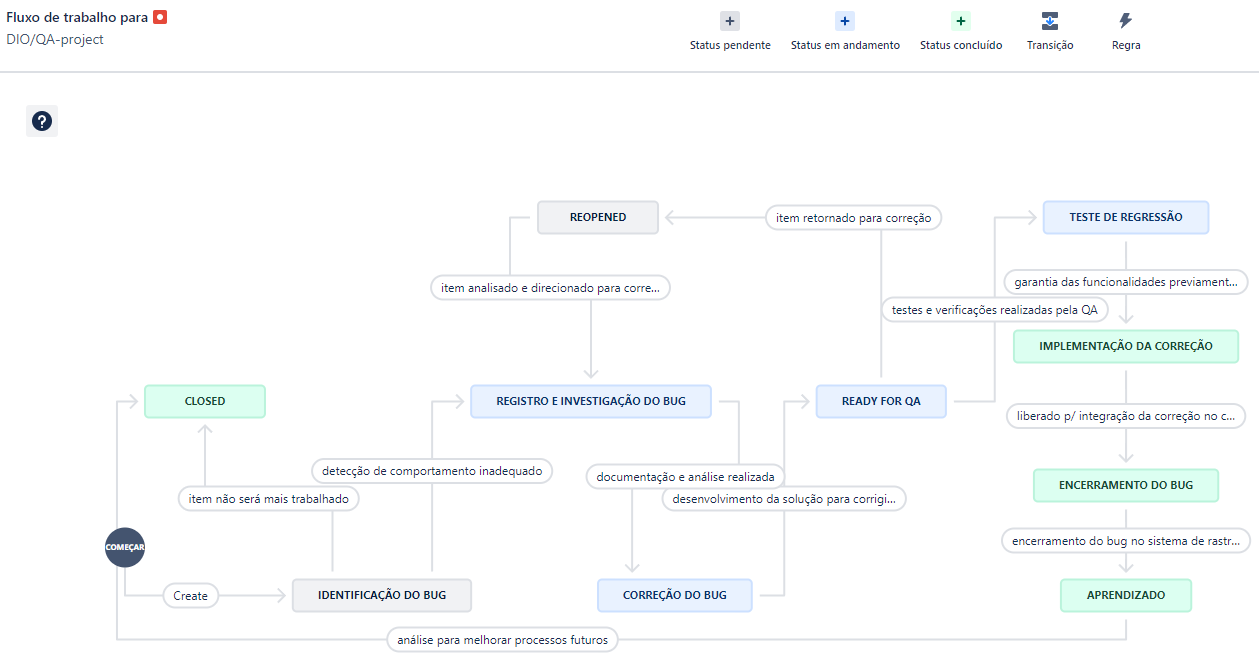 Fluxo de trabalho para
DIO/QA-project
Status pendente
Status em andamento
Status concluído
Transição
Regra
REOPENED
item retornado para correção
TESTE DE REGRESSÃO
item analisado e direcionado para corre...
garantia das funcionalidades previament...
testes e verificações realizadas pela QA
IMPLEMENTAÇÃO DA CORREÇÃO
CLOSED
REGISTRO E INVESTIGAÇÃO DO BUG
READY FOR QA
liberado p/ integração da correção no c...
detecção de comportamento inadequado
documentação e análise realizada
item não será mais trabalhado
desenvolvimento da solução para corrigi...
ENCERRAMENTO DO BUG
encerramento do bug no sistema de rastr...
COMEÇAR
Create
IDENTIFICAÇÃO DO BUG
CORREÇÃO DO BUG
APRENDIZADO
análise para melhorar processos futuros